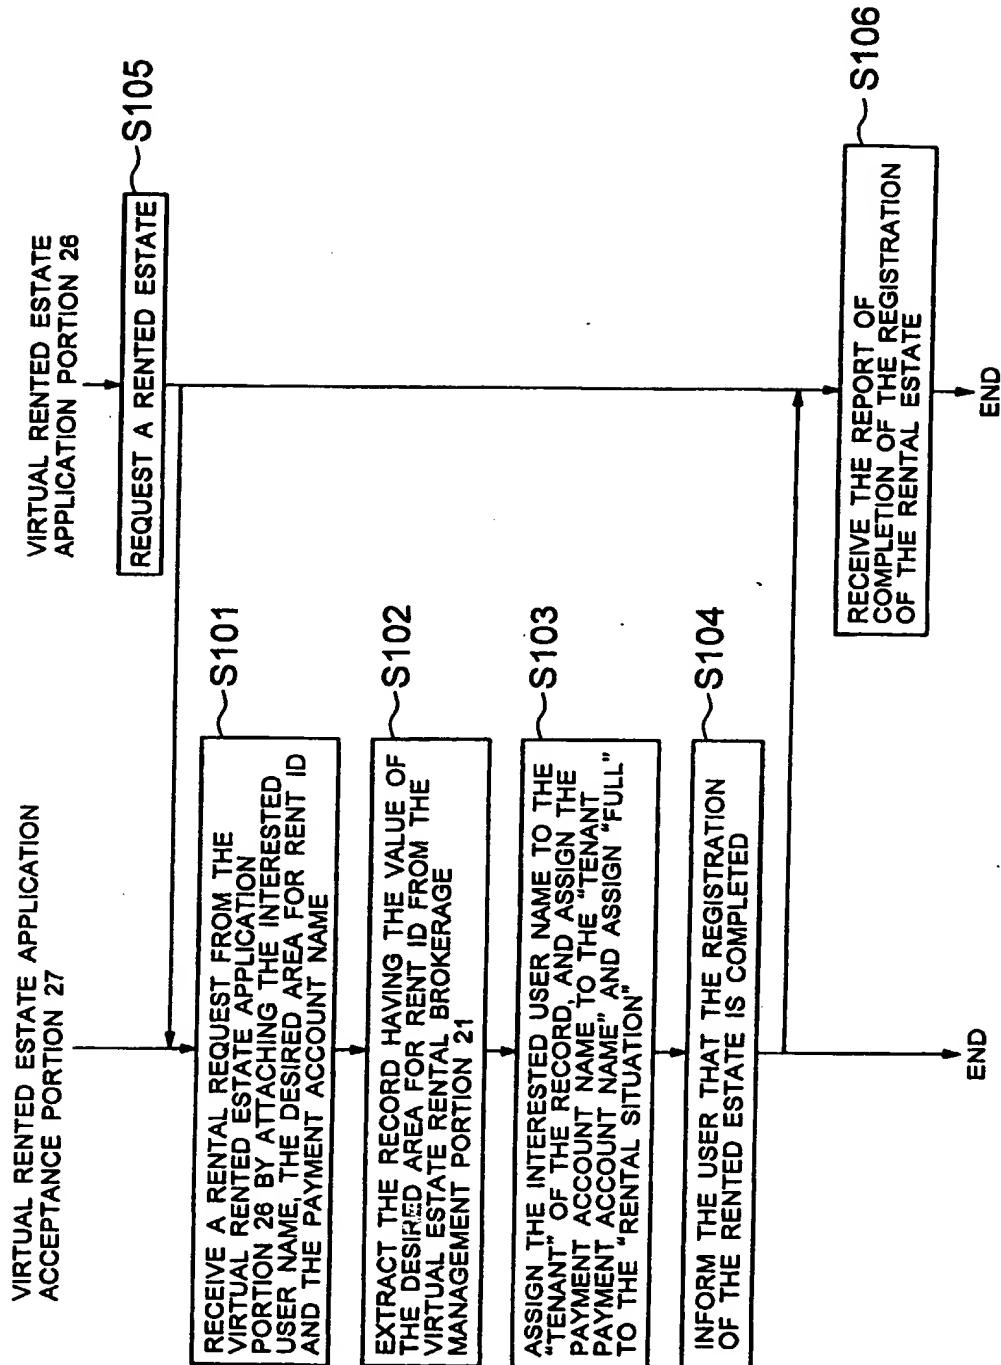 VIRTUAL RENTED ESTATE APPLICATION
ACCEPTANCE PORTION 27
S101
RECEIVE A RENTAL REQUEST FROM THE
VIRTUAL RENTED ESTATE APPLICATION
PORTION 26 BY ATTACHING THE INTERESTED
USER NAME, THE DESIRED AREA FOR RENT ID
AND THE PAYMENT ACCOUNT NAME
S102
EXTRACT THE RECORD HAVING THE VALUE OF
THE DESIRED AREA FOR RENT ID FROM THE
VIRTUAL ESTATE RENTAL BROKERAGE
MANAGEMENT PORTION 21
S103
ASSIGN THE INTERESTED USER NAME TO THE
"TENANT" OF THE RECORD, AND ASSIGN THE
PAYMENT ACCOUNT NAME TO THE "TENANT
PAYMENT ACCOUNT NAME" AND ASSIGN "FULL"
TO THE "RENTAL SITUATION"
S104
INFORM THE USER THAT THE REGISTRATION
OF THE RENTED ESTATE IS COMPLETED
END
VIRTUAL RENTED ESTATE
APPLICATION PORTION 26
S105
REQUEST A RENTED ESTATE
S106
RECEIVE THE REPORT OF
COMPLETION OF THE REGISTRATION
OF THE RENTAL ESTATE
END